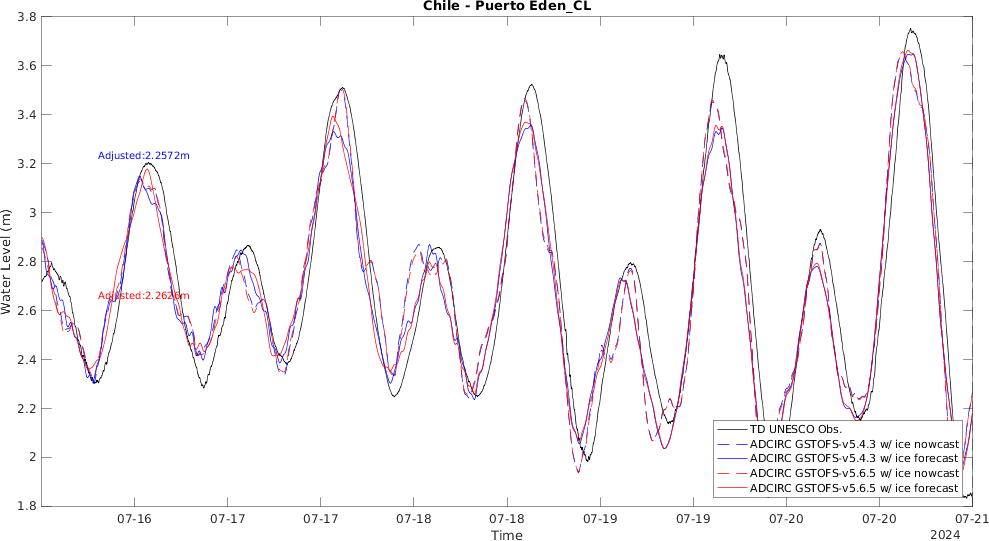 Chile - Puerto Eden_CL
3.8
3.6
3.4
3.2
3
2.8
2.6
2.4
2.2
2
1.8
Water Level (m)
Adjusted:2.2572m
Adjusted:2.2626m
TD UNESCO Obs.
ADCIRC GSTOFS-v5.4.3 w/ ice nowcast
ADCIRC GSTOFS-v5.4.3 w/ ice forecast
ADCIRC GSTOFS-v5.6.5 w/ ice nowcast
ADCIRC GSTOFS-v5.6.5 w/ ice forecast
07-16 07-17 07-17 07-18 07-18 07-19 07-19 07-20 07-20 07-21
Time
2024